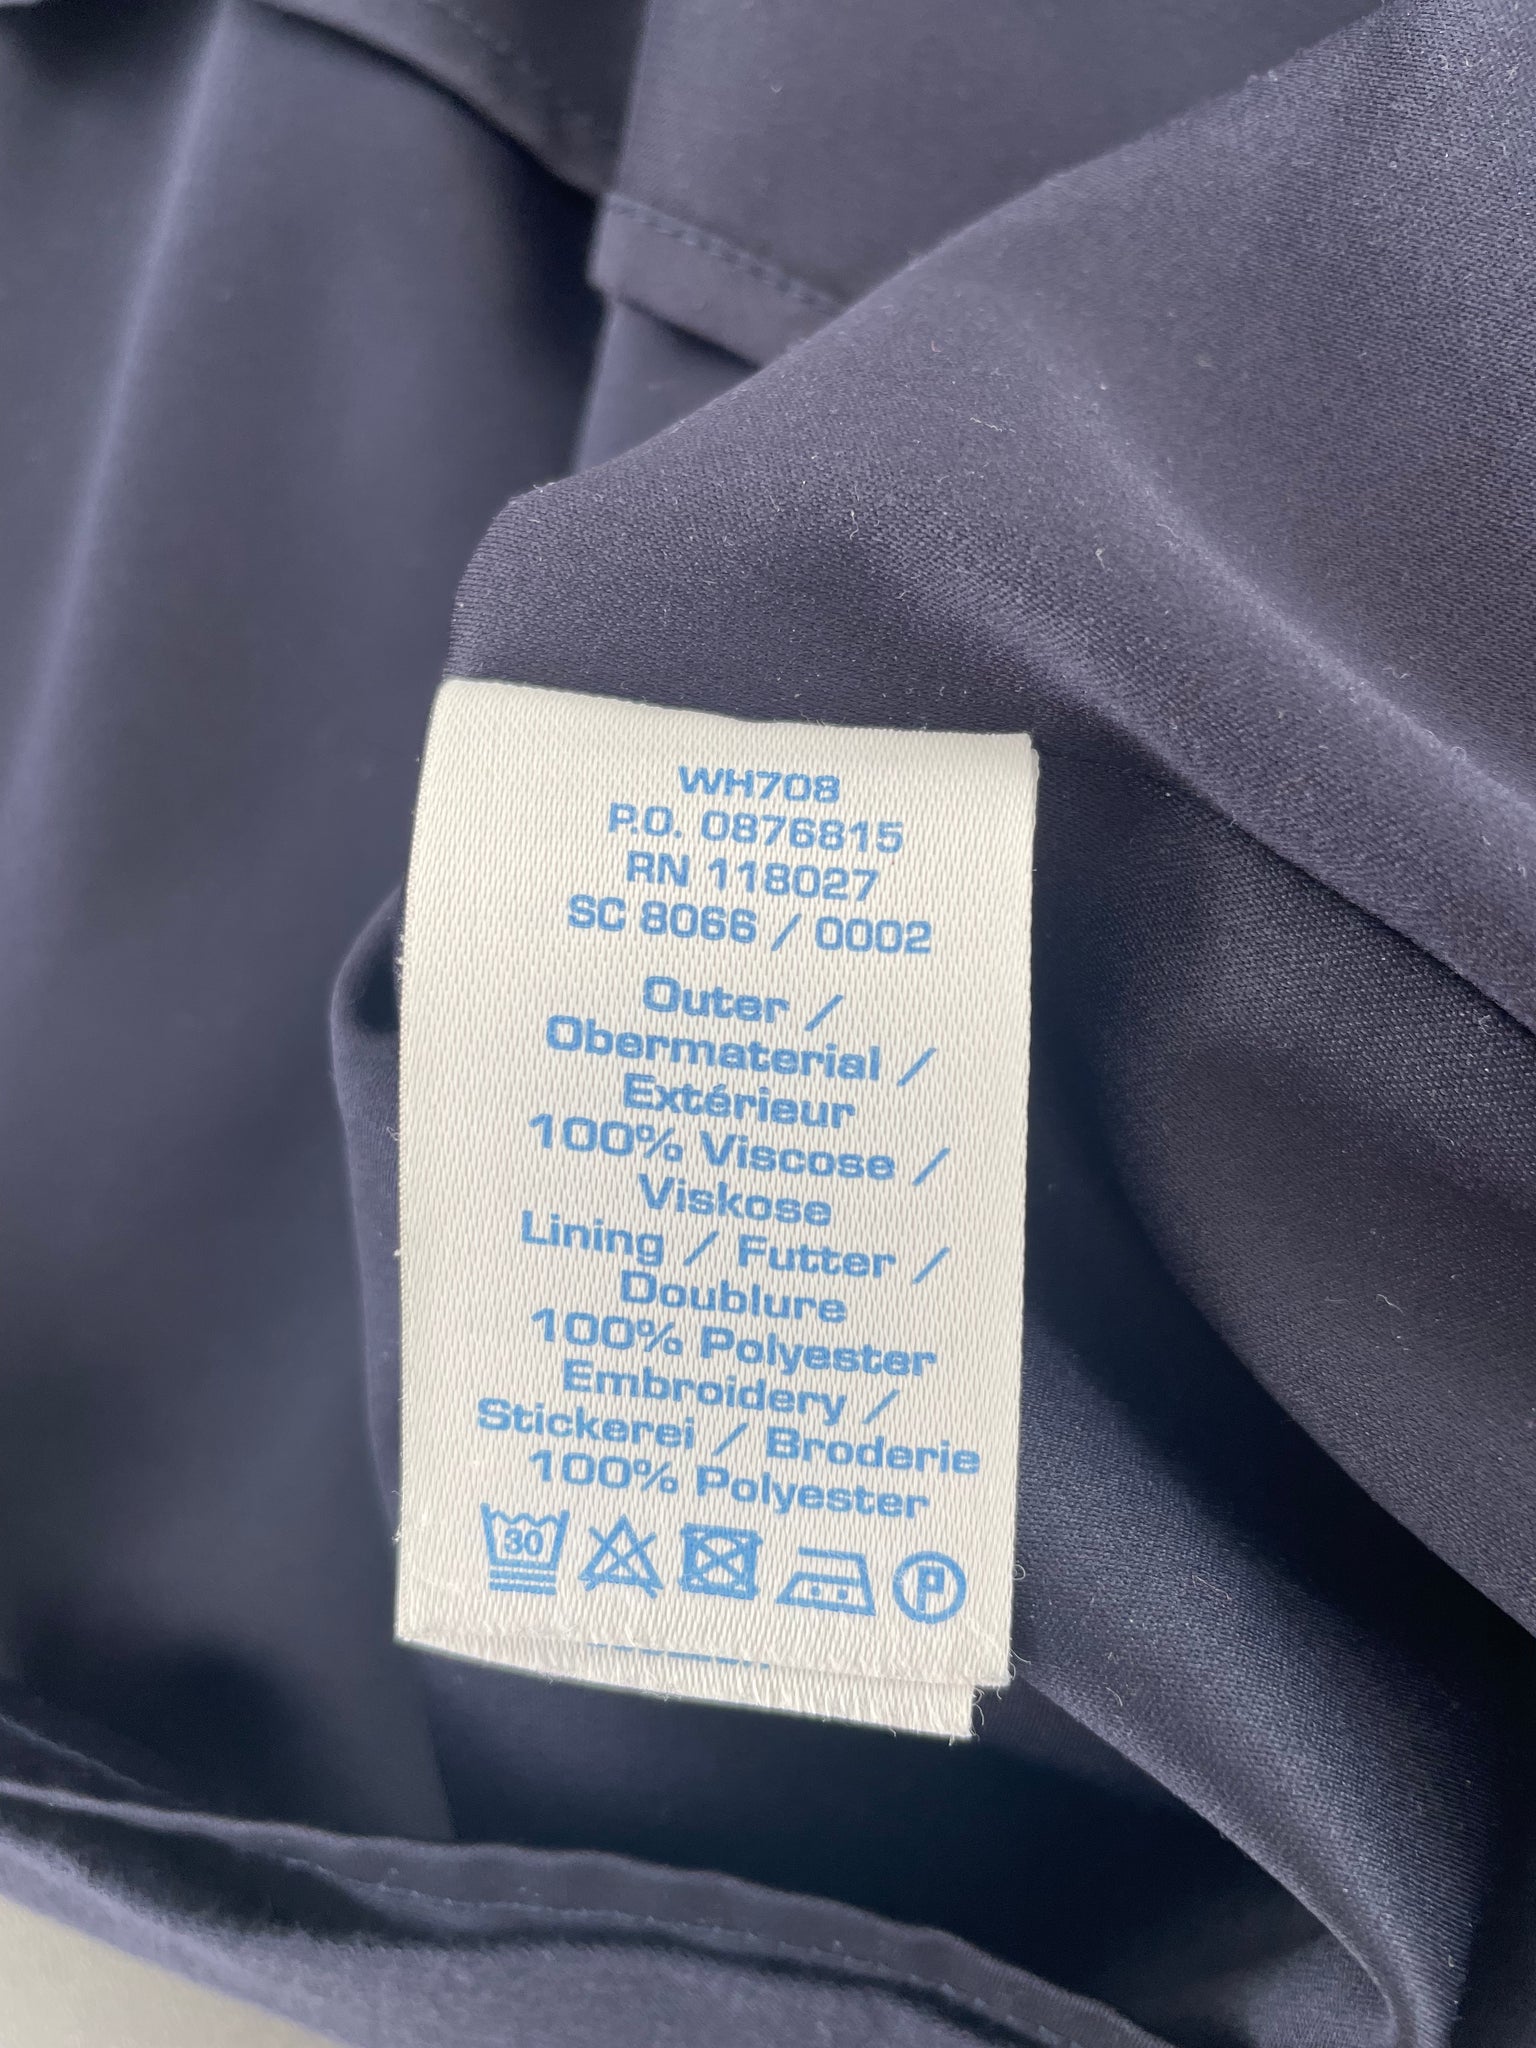 WH708
P.O. 0876815
RN 118027
SC 8066 / 0002
Outer /
Obermaterial /
Extérieur
100% Viscose /
Viskose
Lining / Futter /
Doublure
100% Polyester
Embroidery /
Stickerei / Broderie
100% Polyester
30
P